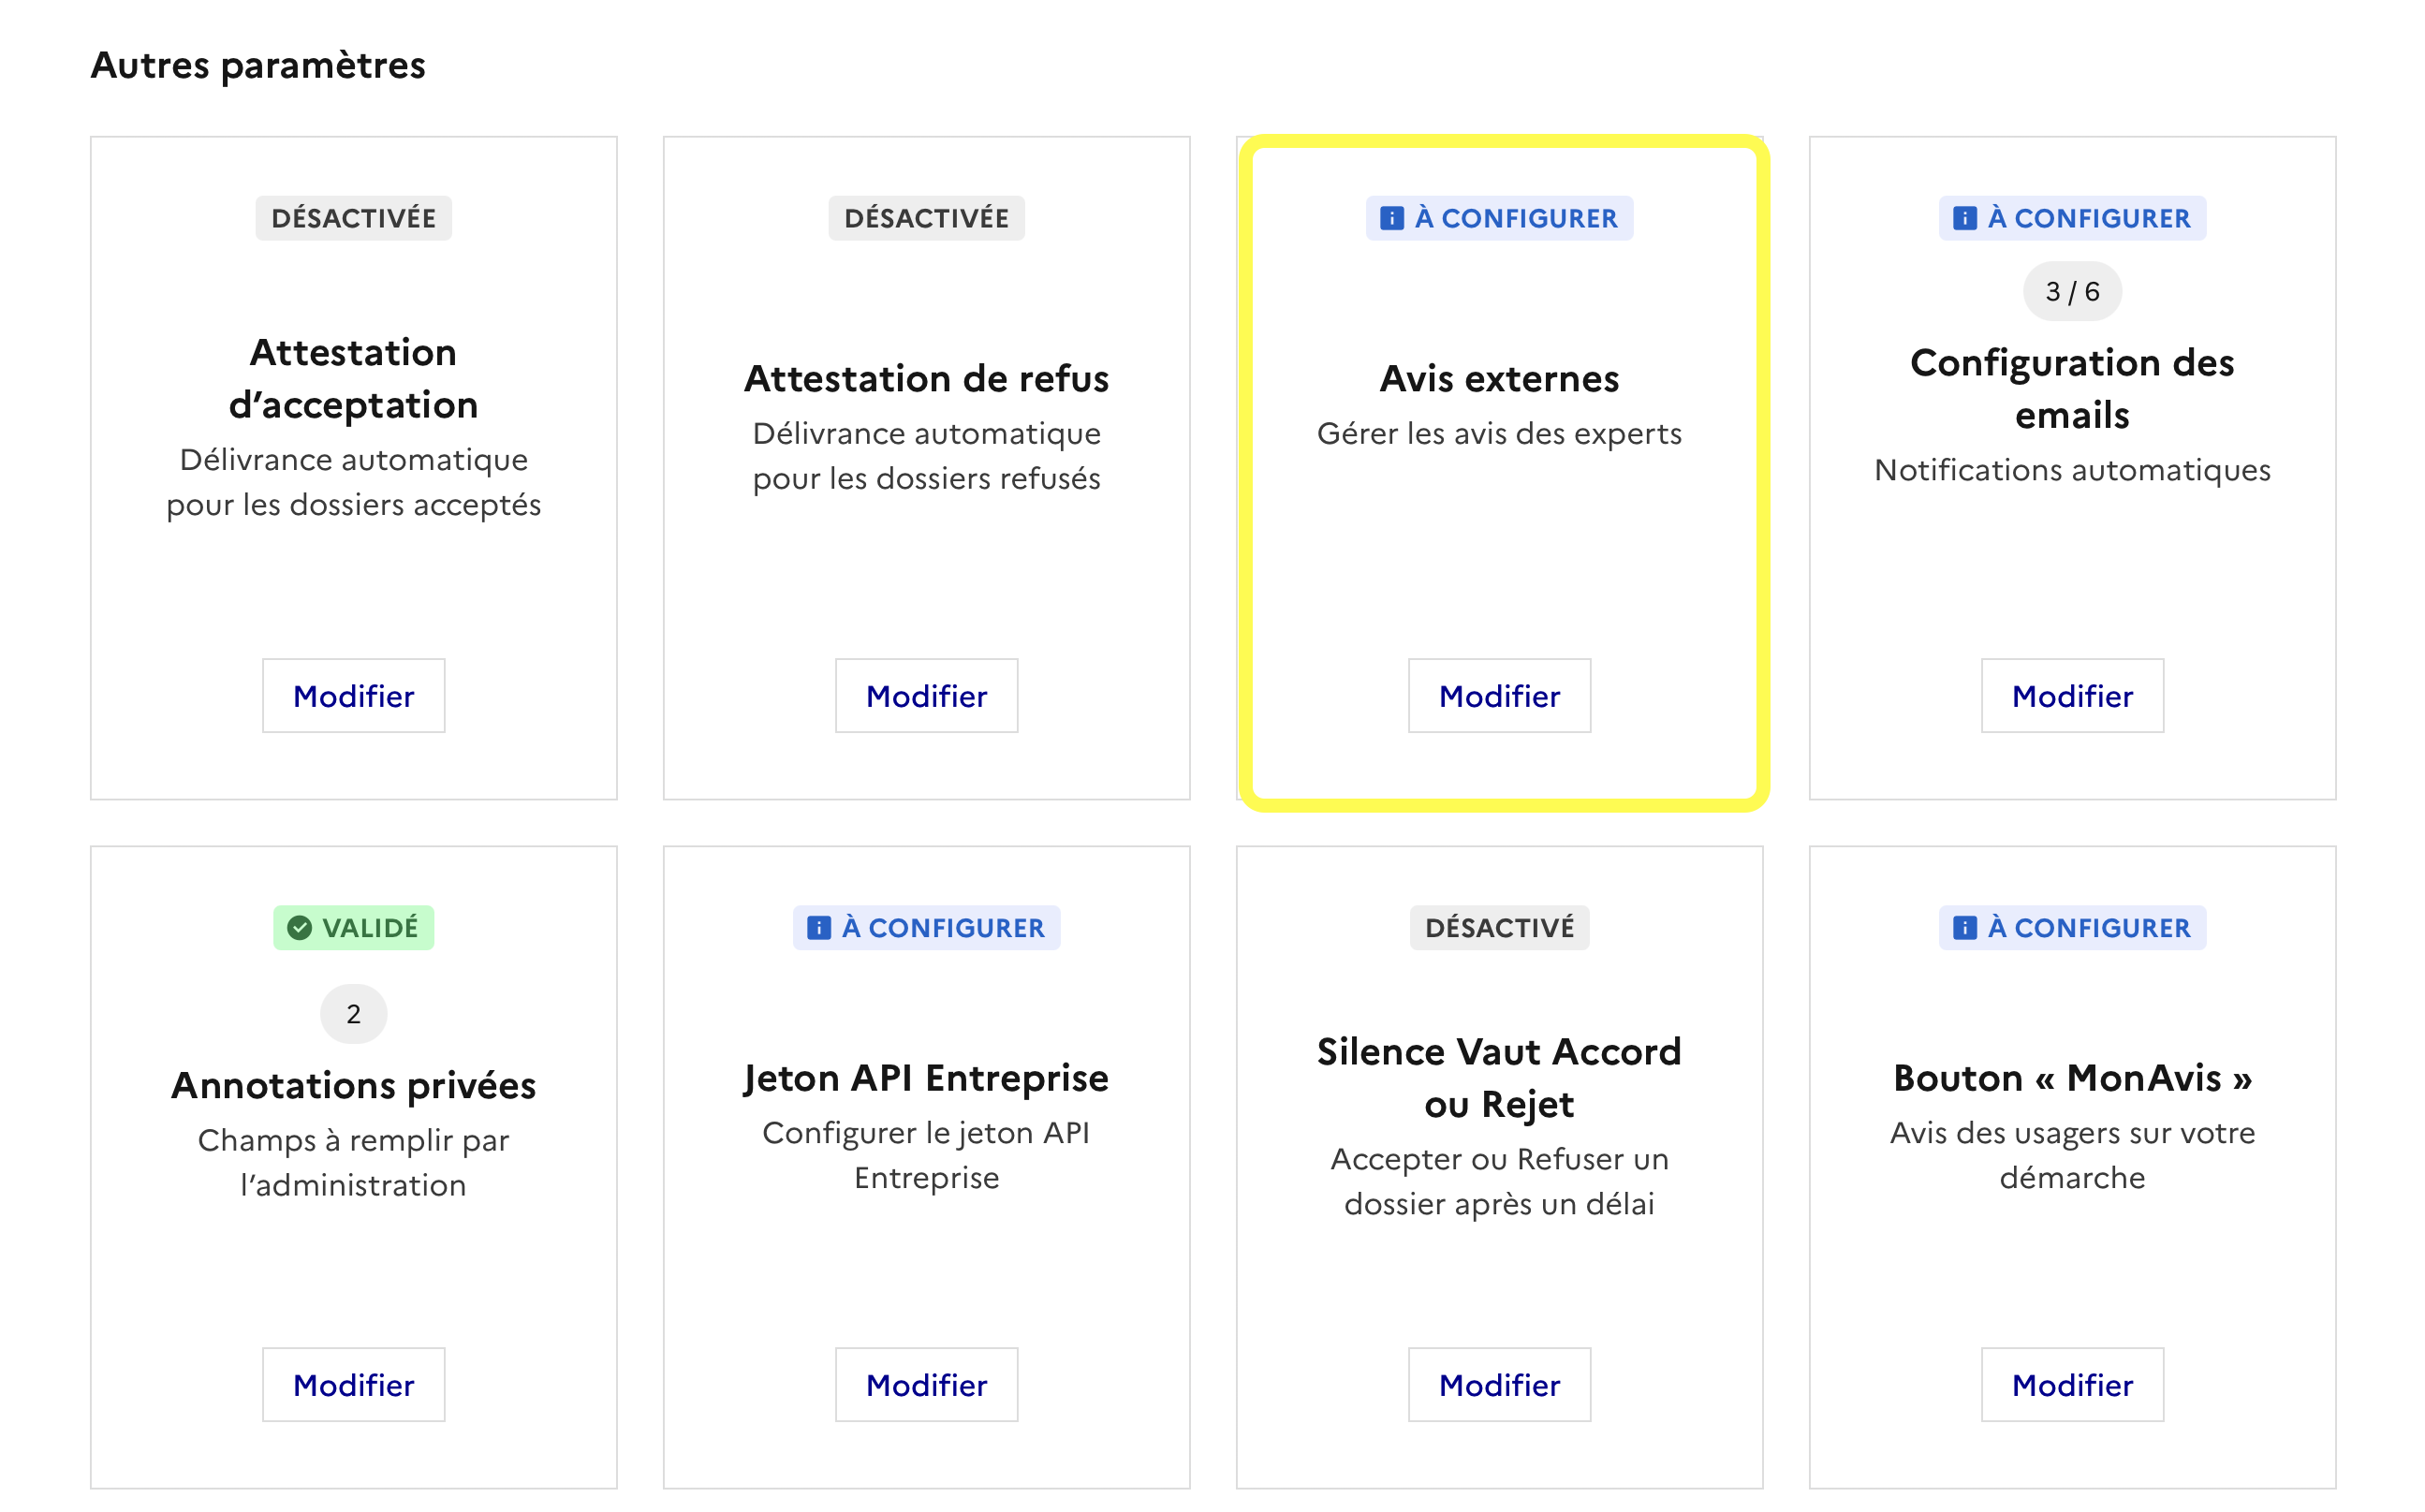 Autres paramètres
DÉSACTIVÉE
Attestation
d’acceptation
Délivrance automatique
pour les dossiers acceptés
Modifier
DÉSACTIVÉE
Attestation de refus
Délivrance automatique
pour les dossiers refusés
Modifier
À CONFIGURER
Avis externes
Gérer les avis des experts
Modifier
À CONFIGURER
3 / 6
Configuration des
emails
Notifications automatiques
Modifier
VALIDÉ
2
Annotations privées
Champs à remplir par
l’administration
Modifier
À CONFIGURER
Jeton API Entreprise
Configurer le jeton API
Entreprise
Modifier
DÉSACTIVÉ
Silence Vaut Accord
ou Rejet
Accepter ou Refuser un
dossier après un délai
Modifier
À CONFIGURER
Bouton « MonAvis »
Avis des usagers sur votre
démarche
Modifier